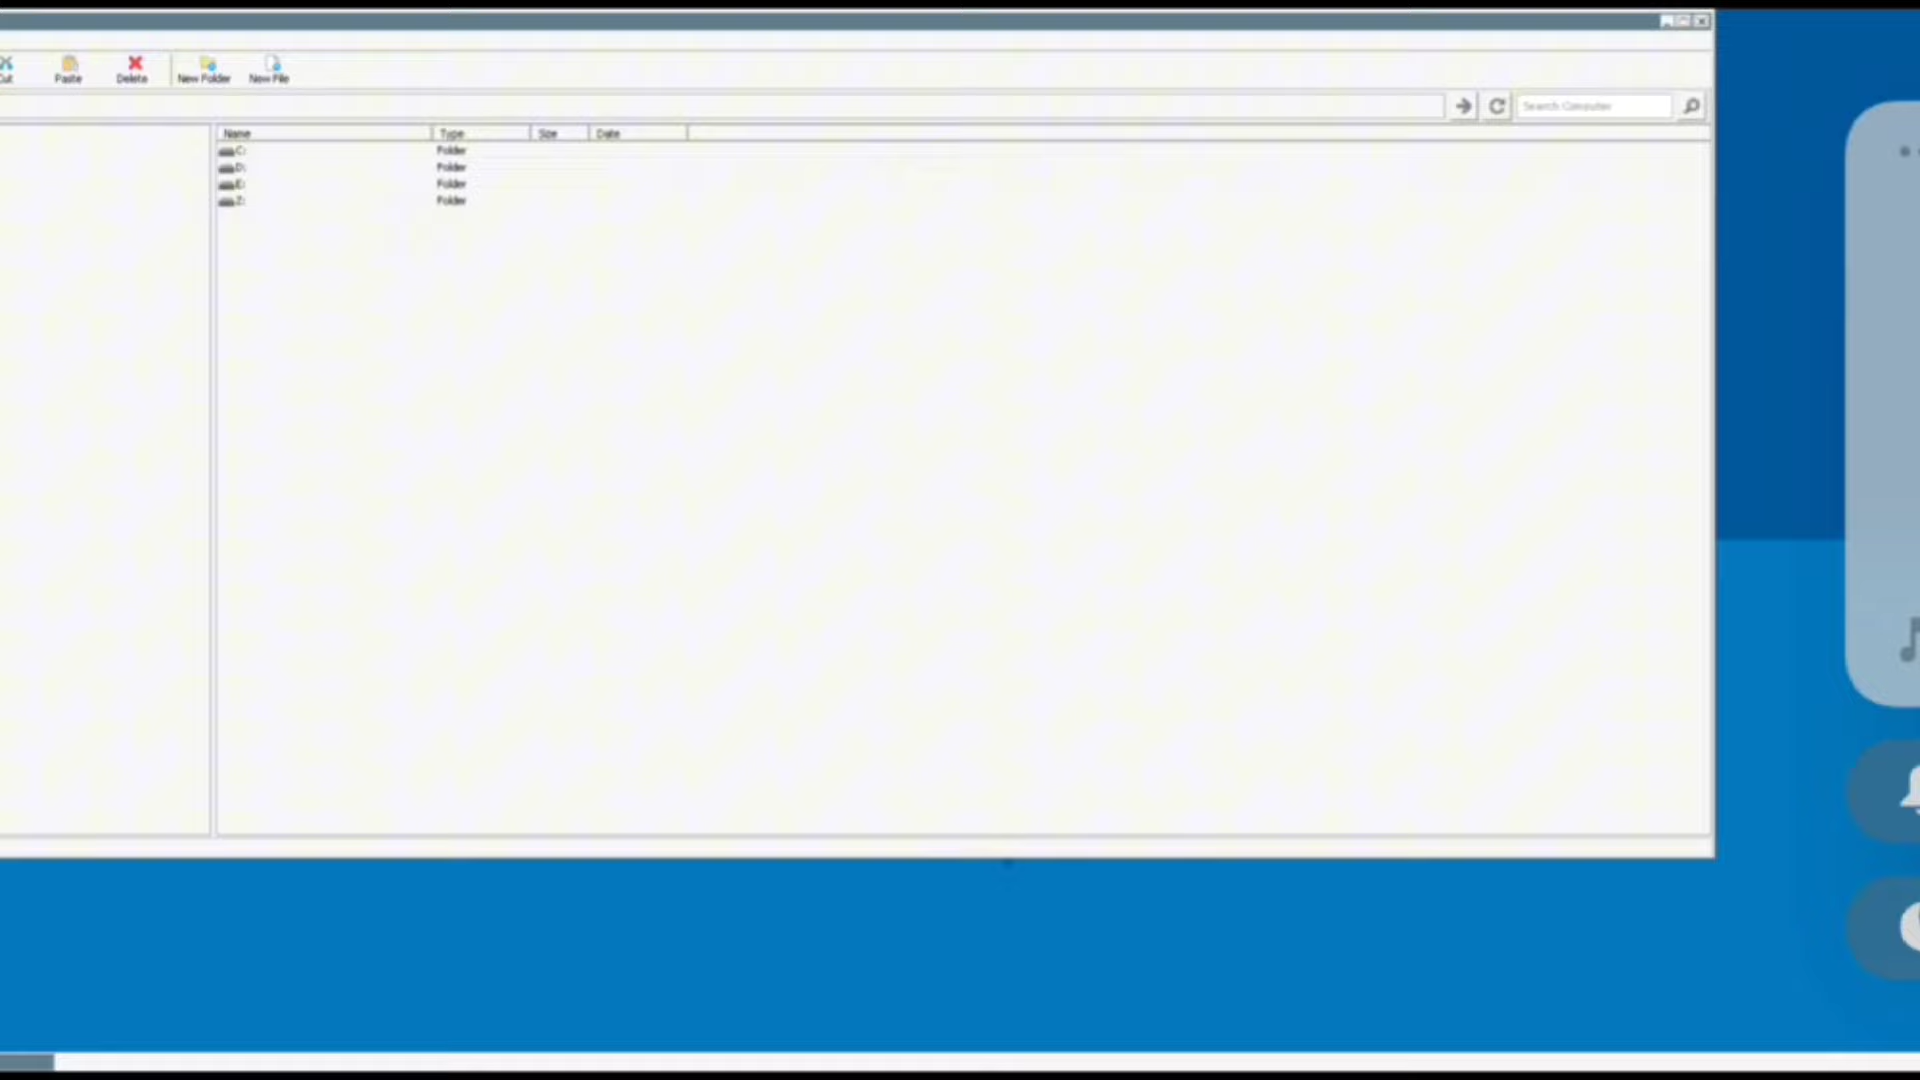 Cut Paste Delete New Folder New File
Search Computer
Name Type Size Date
C: Folder
D: Folder
E: Folder
Z: Folder